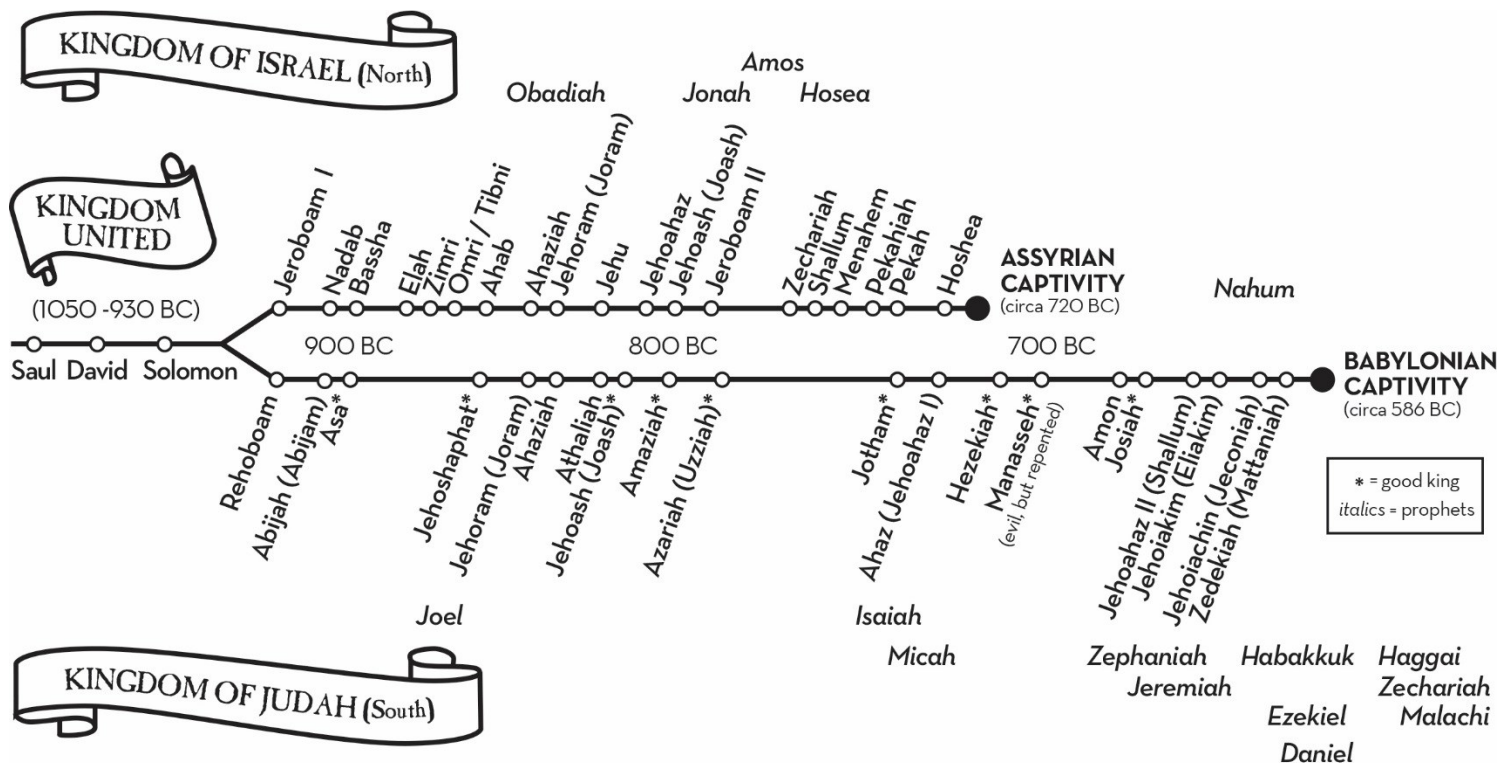 KINGDOM OF ISRAEL (North)
Amos
Obadiah
Jonah
Hosea
KINGDOM
UNITED
(1050 -930 BC)
Jeroboam I
Nadab
Bassha
Elah
Zimri
Omri / Tibni
Ahab
Ahaziah
Jehoram (Joram)
Jehu
Jehoahaz
Jehoash (Joash)
Jeroboam II
Zechariah
Shallum
Menahem
Pekahiah
Pekah
Hoshea
ASSYRIAN
CAPTIVITY
(circa 720 BC)
Nahum
900 BC
800 BC
700 BC
Saul
David
Solomon
BABYLONIAN
CAPTIVITY
(circa 586 BC)
Rehoboam
Abijah (Abijam)
Asa*
Jehoshaphat*
Jehoram (Joram)
Ahaziah
Athaliah
Jehoash (Joash)*
Amaziah*
Azariah (Uzziah)*
Jotham*
Ahaz (Jehoahaz I)
Hezekiah*
Manasseh*
(evil, but repented)
Amon
Josiah*
Jehoahaz II (Shallum)
Jehoiakim (Eliakim)
Jehoiachin (Jeconiah)
Zedekiah (Mattaniah)
* = good king
italics = prophets
Joel
Isaiah
Micah
Zephaniah
Habakkuk
Haggai
Jeremiah
Zechariah
Ezekiel
Malachi
Daniel
KINGDOM OF JUDAH (South)